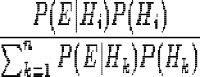 P(E|H_i)P(H_i)
∑_{k=1}^{n} P(E|H_k)P(H_k)